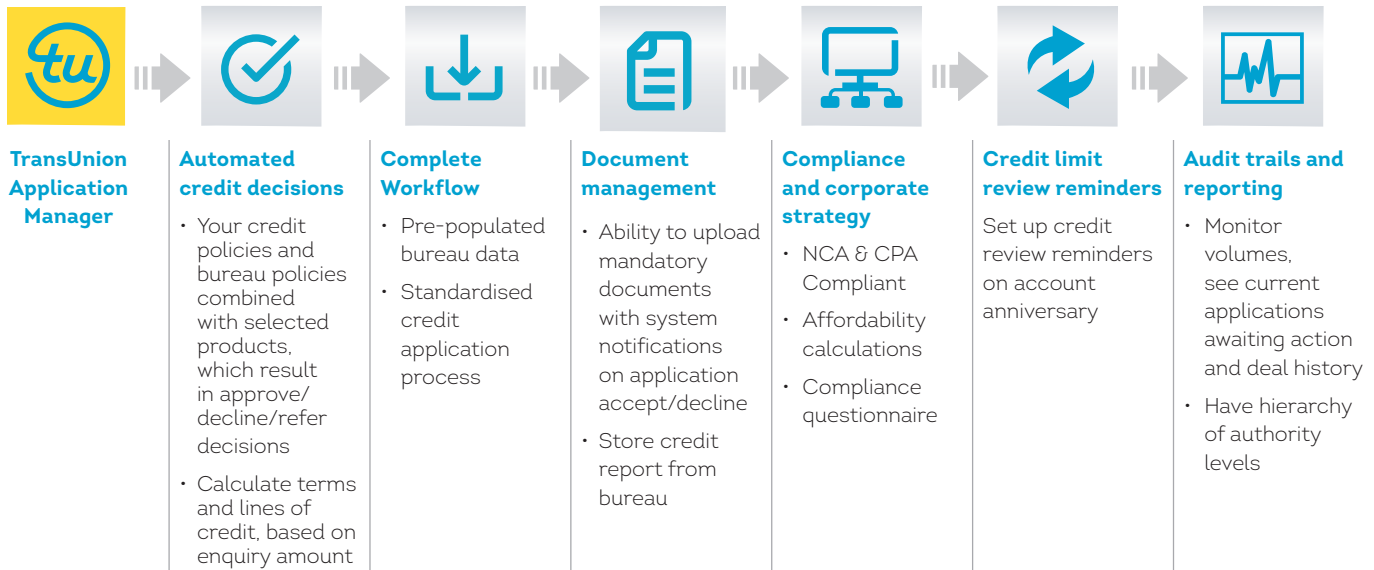 tu
TransUnion
Application
Manager
Automated
credit decisions
• Your credit
policies and
bureau policies
combined
with selected
products,
which result
in approve/
decline/refer
decisions
• Calculate terms
and lines of
credit, based on
enquiry amount
Complete
Workflow
• Pre-populated
bureau data
• Standardised
credit
application
process
Document
management
• Ability to upload
mandatory
documents
with system
notifications
on application
accept/decline
• Store credit
report from
bureau
Compliance
and corporate
strategy
• NCA & CPA
Compliant
• Affordability
calculations
• Compliance
questionnaire
Credit limit
review reminders
Set up credit
review reminders
on account
anniversary
Audit trails and
reporting
• Monitor
volumes,
see current
applications
awaiting action
and deal history
• Have hierarchy
of authority
levels